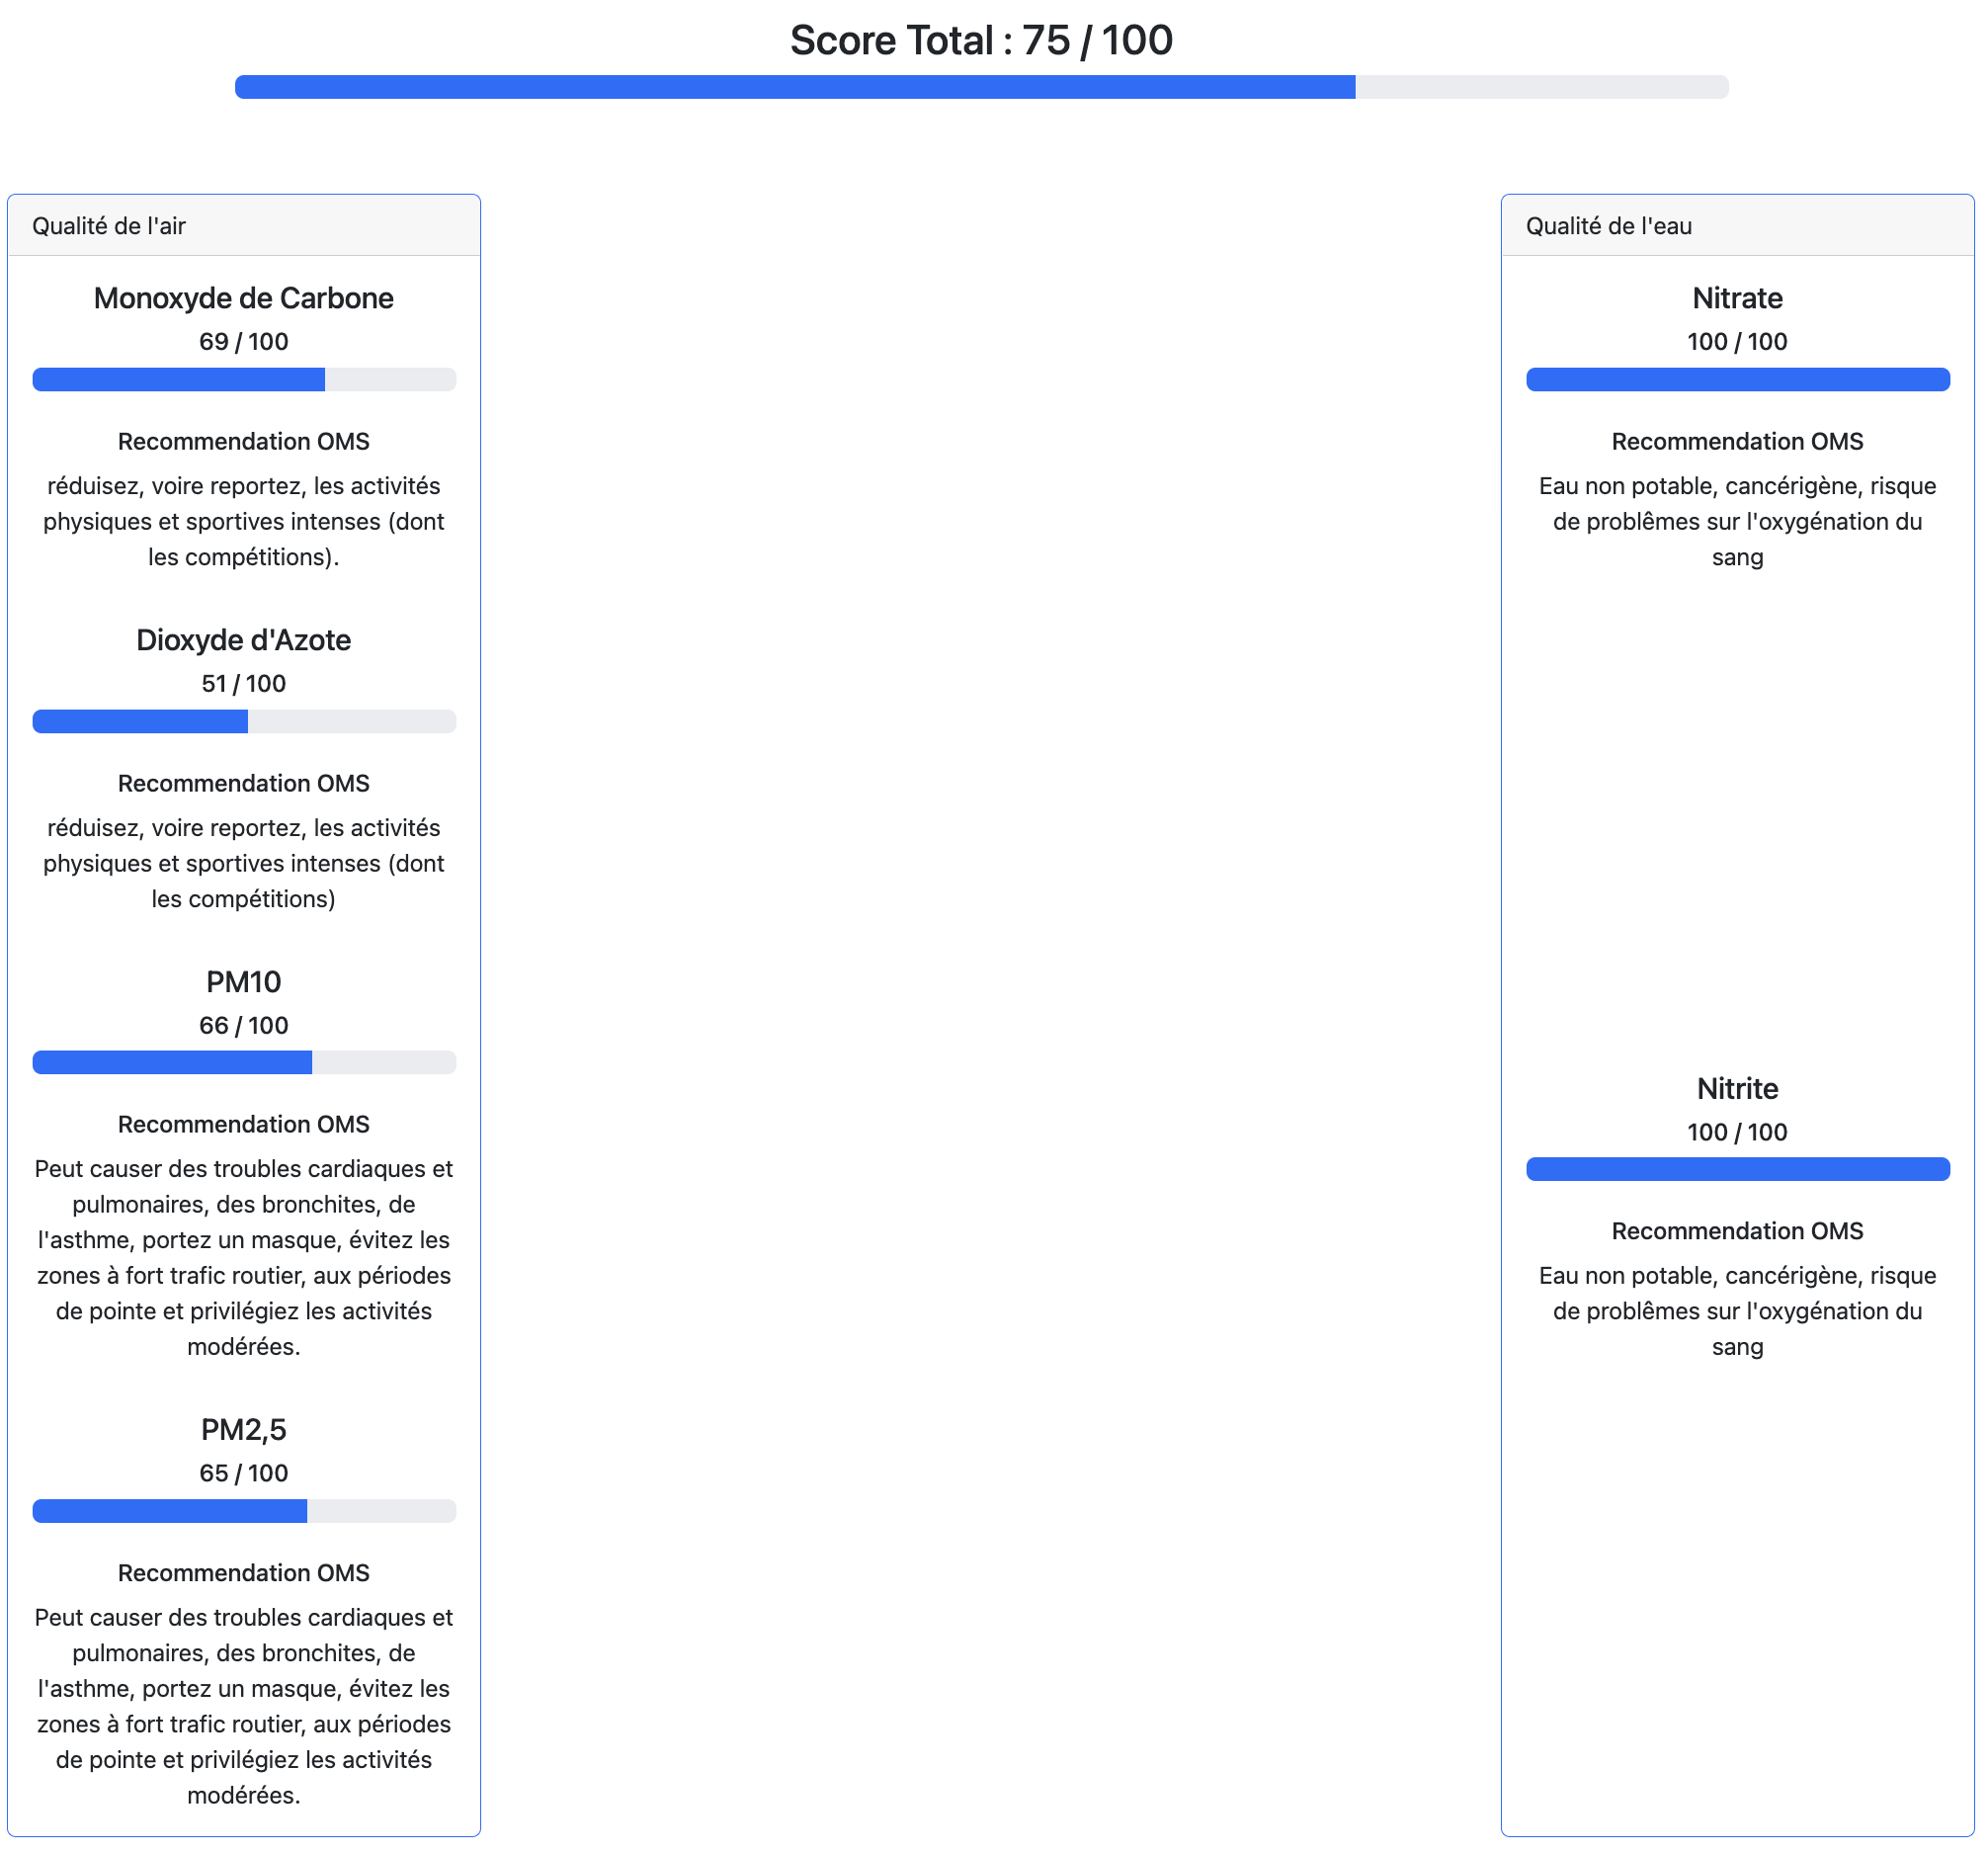 Score Total : 75 / 100
Qualité de l'air
Monoxyde de Carbone
69 / 100
Recommendation OMS
réduisez, voire reportez, les activités
physiques et sportives intenses (dont
les compétitions).
Dioxyde d'Azote
51 / 100
Recommendation OMS
réduisez, voire reportez, les activités
physiques et sportives intenses (dont
les compétitions)
PM10
66 / 100
Recommendation OMS
Peut causer des troubles cardiaques et
pulmonaires, des bronchites, de
l'asthme, portez un masque, évitez les
zones à fort trafic routier, aux périodes
de pointe et privilégiez les activités
modérées.
PM2,5
65 / 100
Recommendation OMS
Peut causer des troubles cardiaques et
pulmonaires, des bronchites, de
l'asthme, portez un masque, évitez les
zones à fort trafic routier, aux périodes
de pointe et privilégiez les activités
modérées.
Qualité de l'eau
Nitrate
100 / 100
Recommendation OMS
Eau non potable, cancérigène, risque
de problêmes sur l'oxygénation du
sang
Nitrite
100 / 100
Recommendation OMS
Eau non potable, cancérigène, risque
de problêmes sur l'oxygénation du
sang